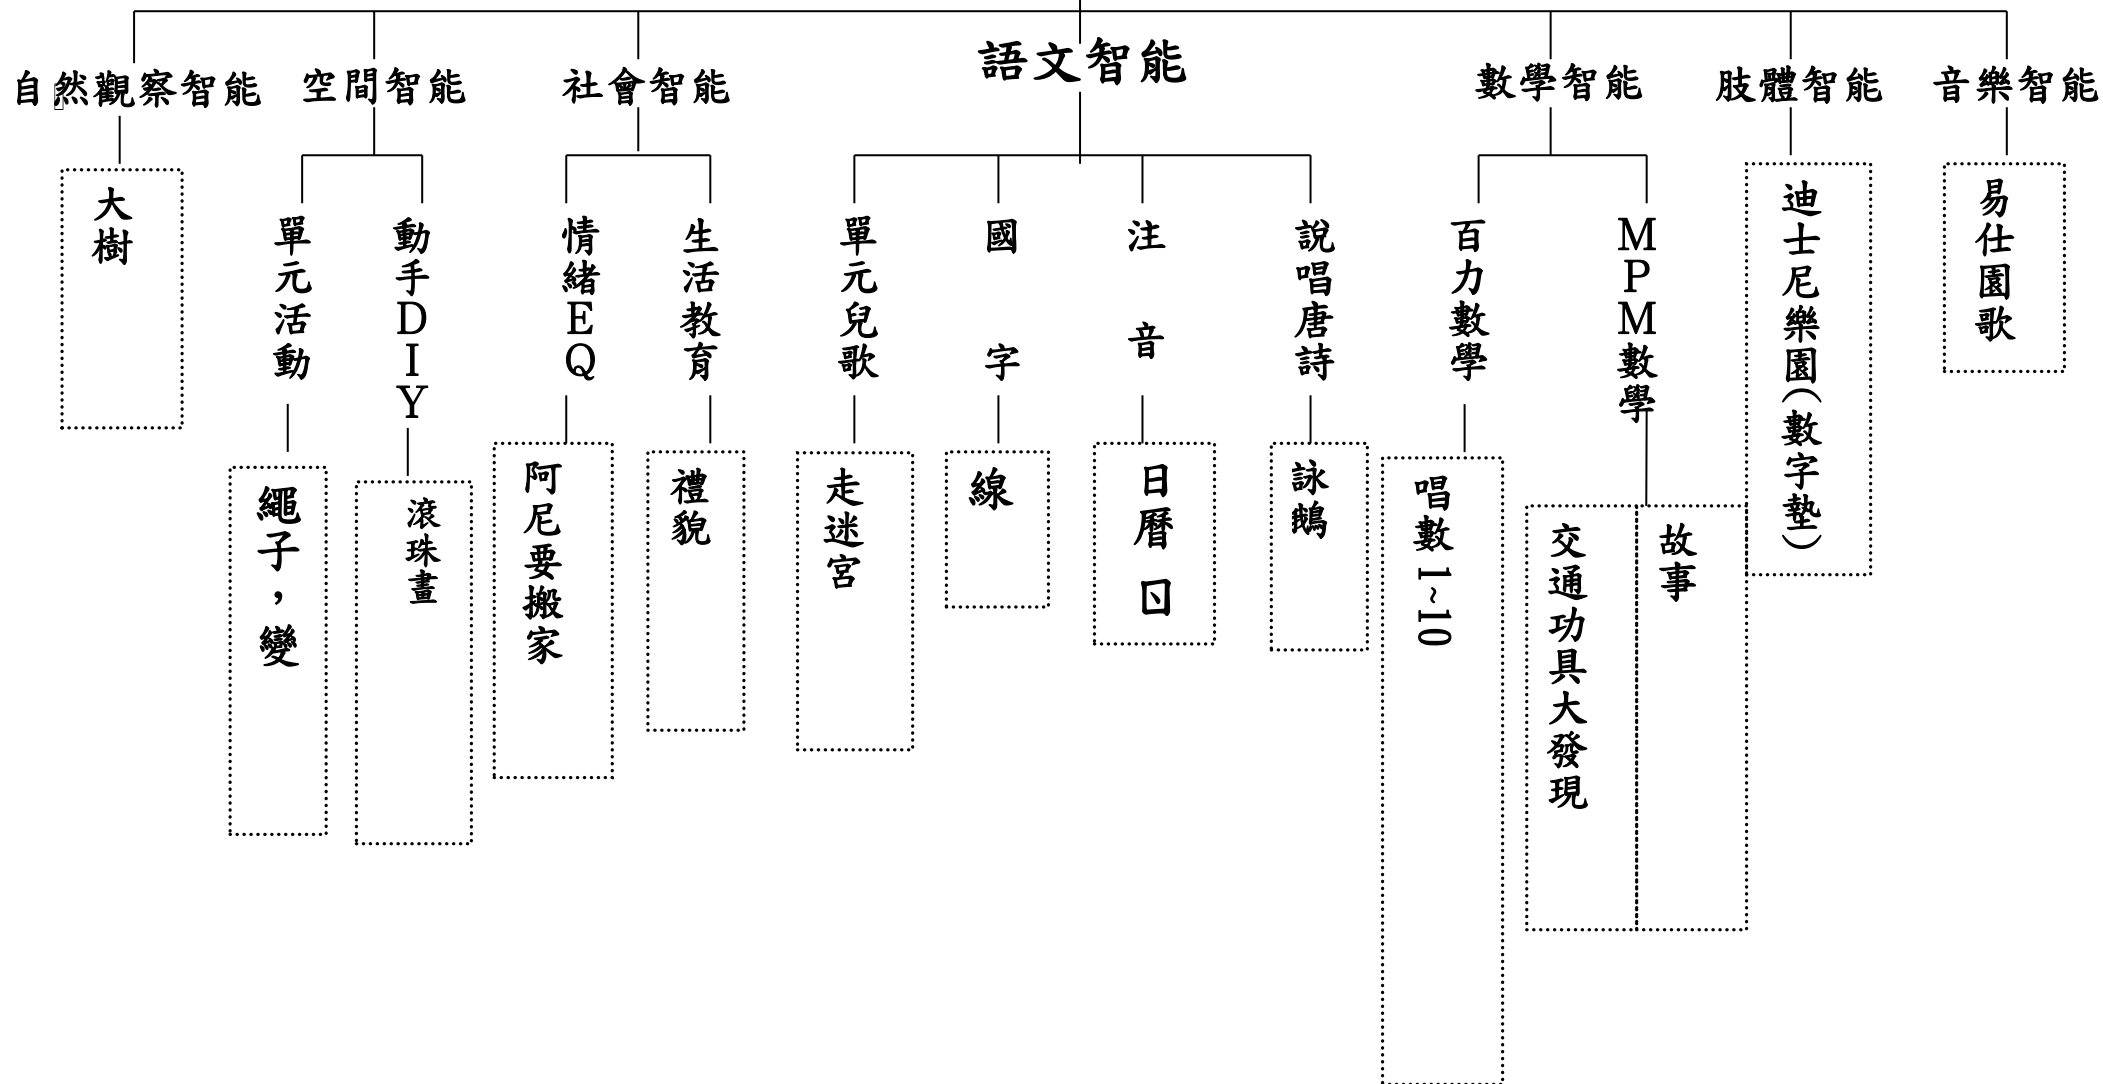 語文智能
自然觀察智能
空間智能
社會智能
數學智能
肢體智能
音樂智能
大樹
單元活動
動手DIY
情緒EQ
生活教育
單元兒歌
國字
注音
說唱唐詩
百力數學
MPM數學
迪士尼樂園(數字墊)
易仕園歌
繩子，變
滾珠畫
阿尼要搬家
禮貌
走迷宮
線
日曆 ㄖ
詠鵝
唱數 1~10
交通功具大發現
故事